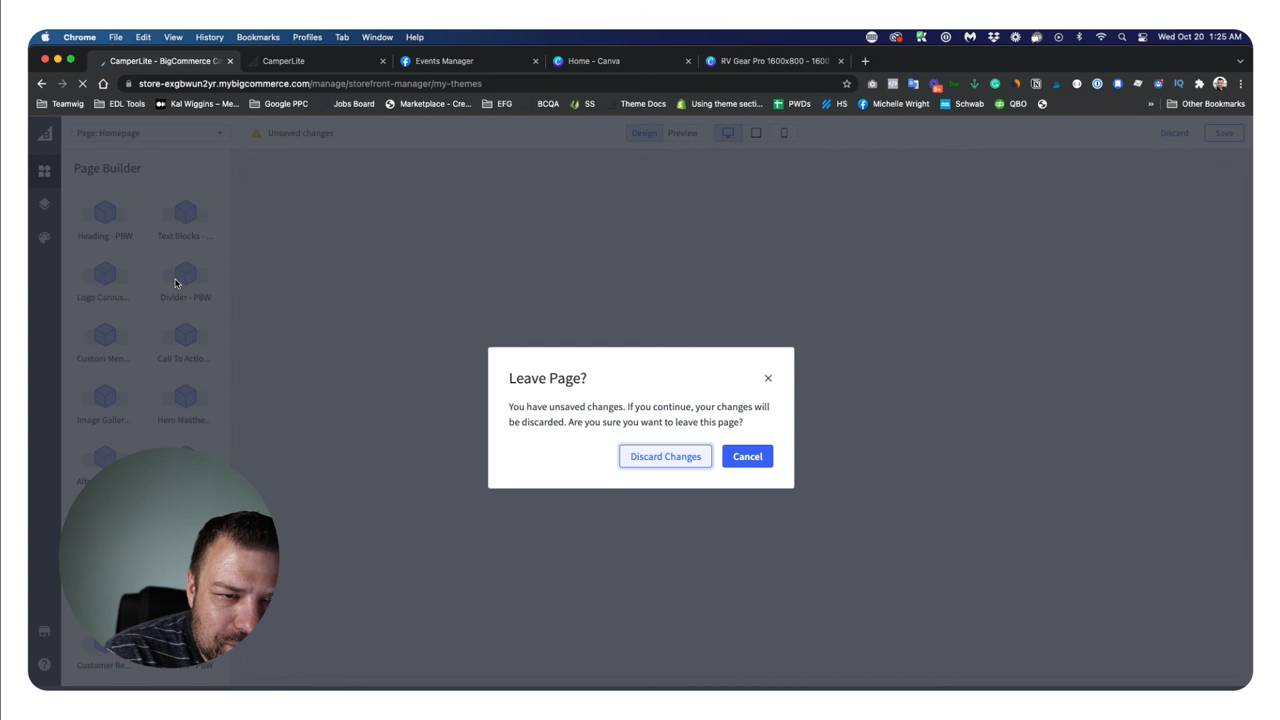 Chrome File Edit View History Bookmarks Profiles Tab Window Help Wed Oct 20 1:25 AM
CamperLite - BigCommerce Co CamperLite Events Manager Home - Canva RV Gear Pro 1600x800 - 1600
store-exgbwun2yr.mybigcommerce.com/manage/storefront-manager/my-themes
Teamwig EDL Tools Kal Wiggins – Me... Google PPC Jobs Board Marketplace - Cre... EFG BCQA SS Theme Docs Using theme secti... PWDs HS Michelle Wright Schwab QBO » Other Bookmarks
Page: Homepage Unsaved changes Design Preview Discard Save
Page Builder
Heading - PBW Text Blocks - ...
Logo Carous... Divider - PBW
Custom Men... Call To Actio...
Image Galler... Hero Masthe...
Leave Page?
You have unsaved changes. If you continue, your changes will
be discarded. Are you sure you want to leave this page?
Discard Changes Cancel
Customer Re...